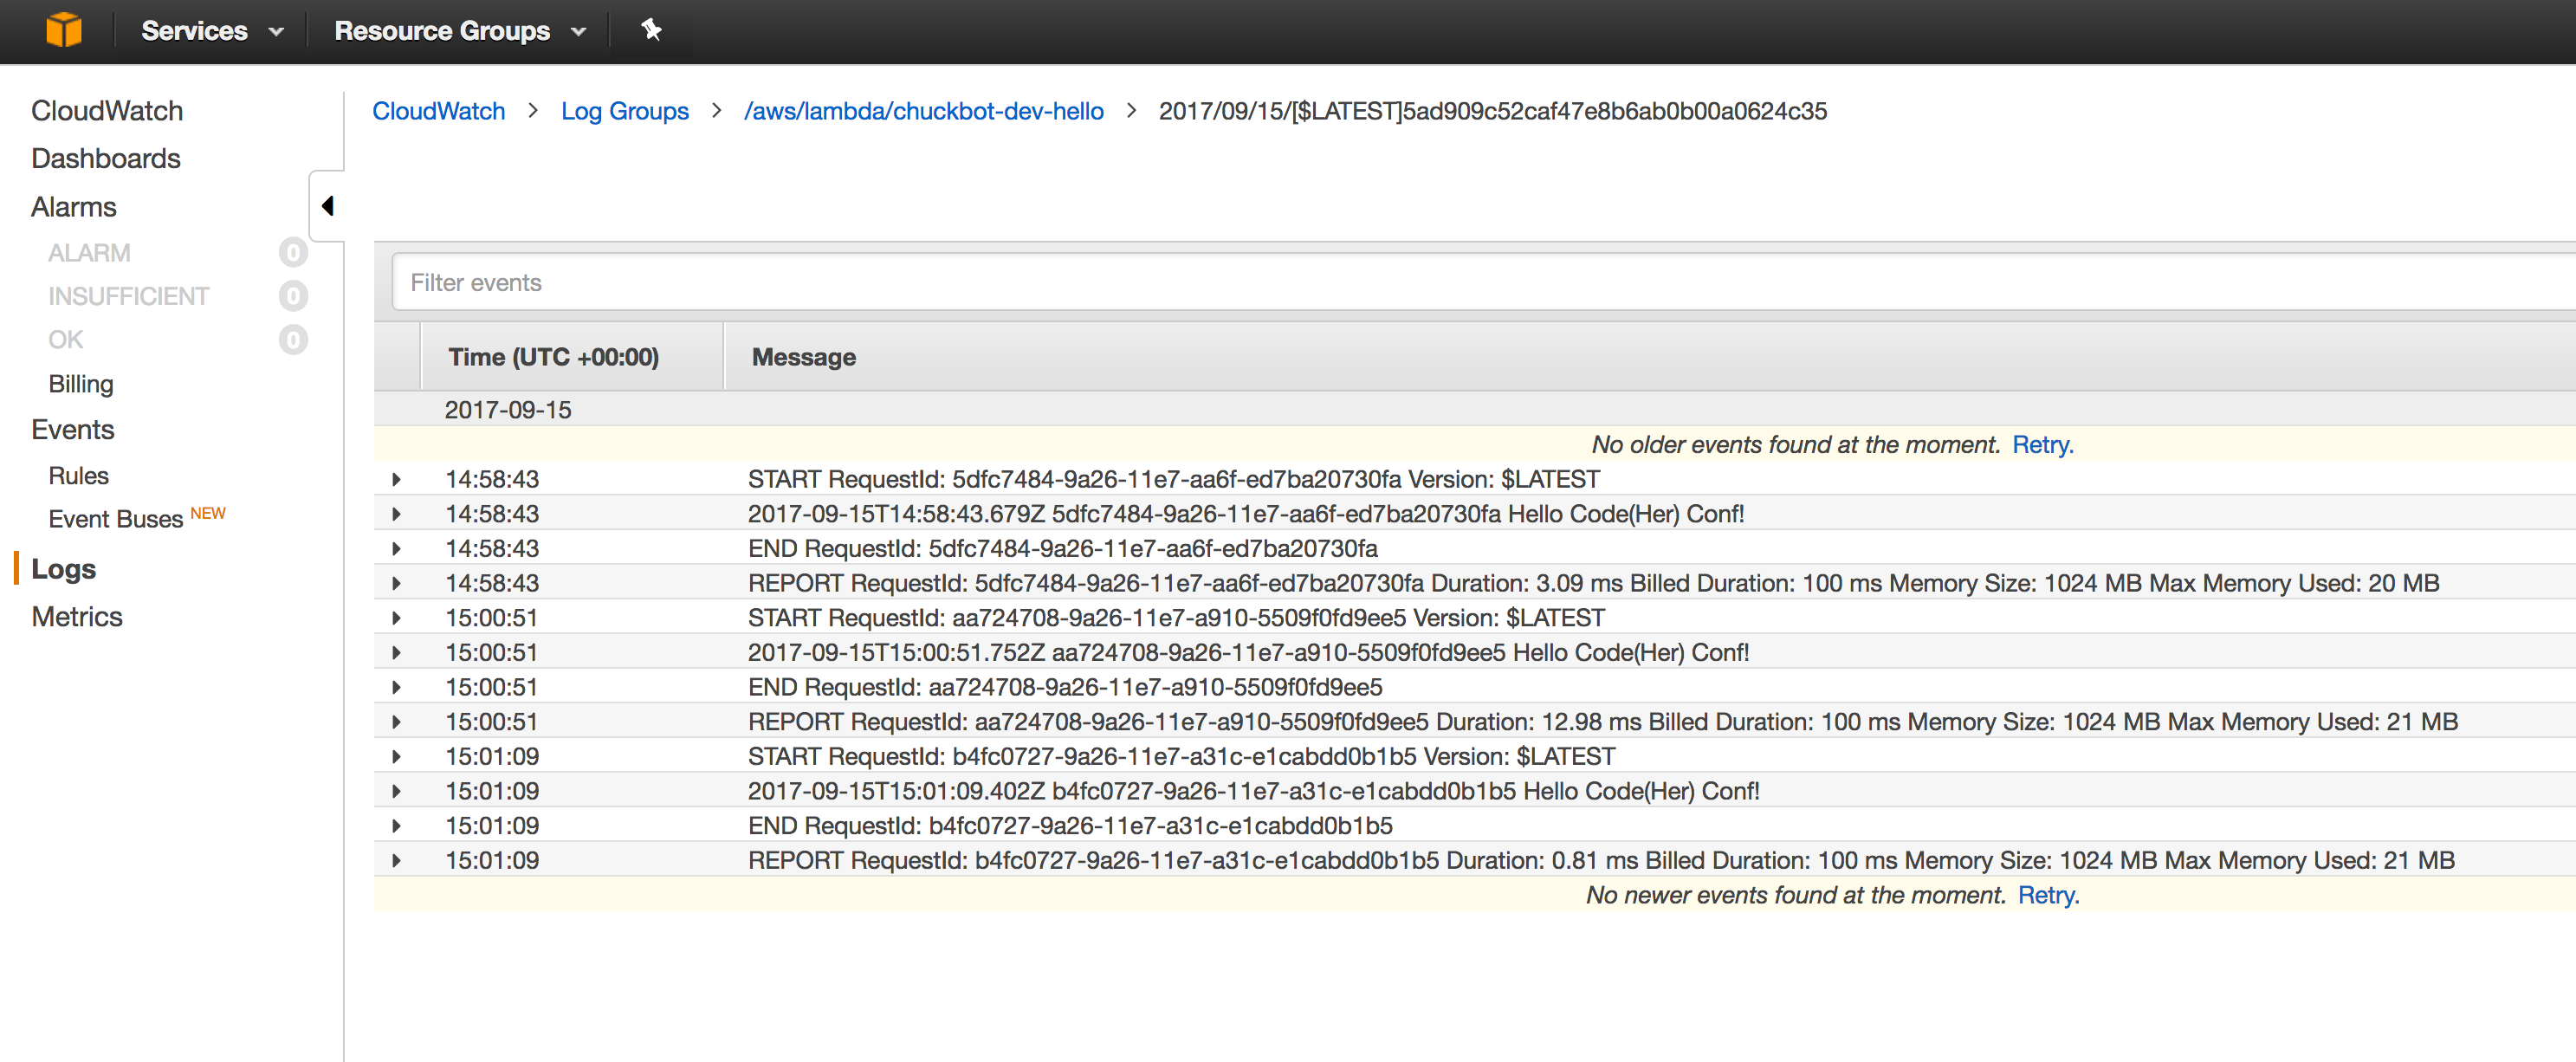 Services Resource Groups
CloudWatch
Dashboards
Alarms
ALARM 0
INSUFFICIENT 0
OK 0
Billing
Events
Rules
Event Buses NEW
Logs
Metrics
CloudWatch > Log Groups > /aws/lambda/chuckbot-dev-hello > 2017/09/15/[$LATEST]5ad909c52caf47e8b6ab0b00a0624c35
Filter events
Time (UTC +00:00) Message
2017-09-15
No older events found at the moment. Retry.
14:58:43 START RequestId: 5dfc7484-9a26-11e7-aa6f-ed7ba20730fa Version: $LATEST
14:58:43 2017-09-15T14:58:43.679Z 5dfc7484-9a26-11e7-aa6f-ed7ba20730fa Hello Code(Her) Conf!
14:58:43 END RequestId: 5dfc7484-9a26-11e7-aa6f-ed7ba20730fa
14:58:43 REPORT RequestId: 5dfc7484-9a26-11e7-aa6f-ed7ba20730fa Duration: 3.09 ms Billed Duration: 100 ms Memory Size: 1024 MB Max Memory Used: 20 MB
15:00:51 START RequestId: aa724708-9a26-11e7-a910-5509f0fd9ee5 Version: $LATEST
15:00:51 2017-09-15T15:00:51.752Z aa724708-9a26-11e7-a910-5509f0fd9ee5 Hello Code(Her) Conf!
15:00:51 END RequestId: aa724708-9a26-11e7-a910-5509f0fd9ee5
15:00:51 REPORT RequestId: aa724708-9a26-11e7-a910-5509f0fd9ee5 Duration: 12.98 ms Billed Duration: 100 ms Memory Size: 1024 MB Max Memory Used: 21 MB
15:01:09 START RequestId: b4fc0727-9a26-11e7-a31c-e1cabdd0b1b5 Version: $LATEST
15:01:09 2017-09-15T15:01:09.402Z b4fc0727-9a26-11e7-a31c-e1cabdd0b1b5 Hello Code(Her) Conf!
15:01:09 END RequestId: b4fc0727-9a26-11e7-a31c-e1cabdd0b1b5
15:01:09 REPORT RequestId: b4fc0727-9a26-11e7-a31c-e1cabdd0b1b5 Duration: 0.81 ms Billed Duration: 100 ms Memory Size: 1024 MB Max Memory Used: 21 MB
No newer events found at the moment. Retry.